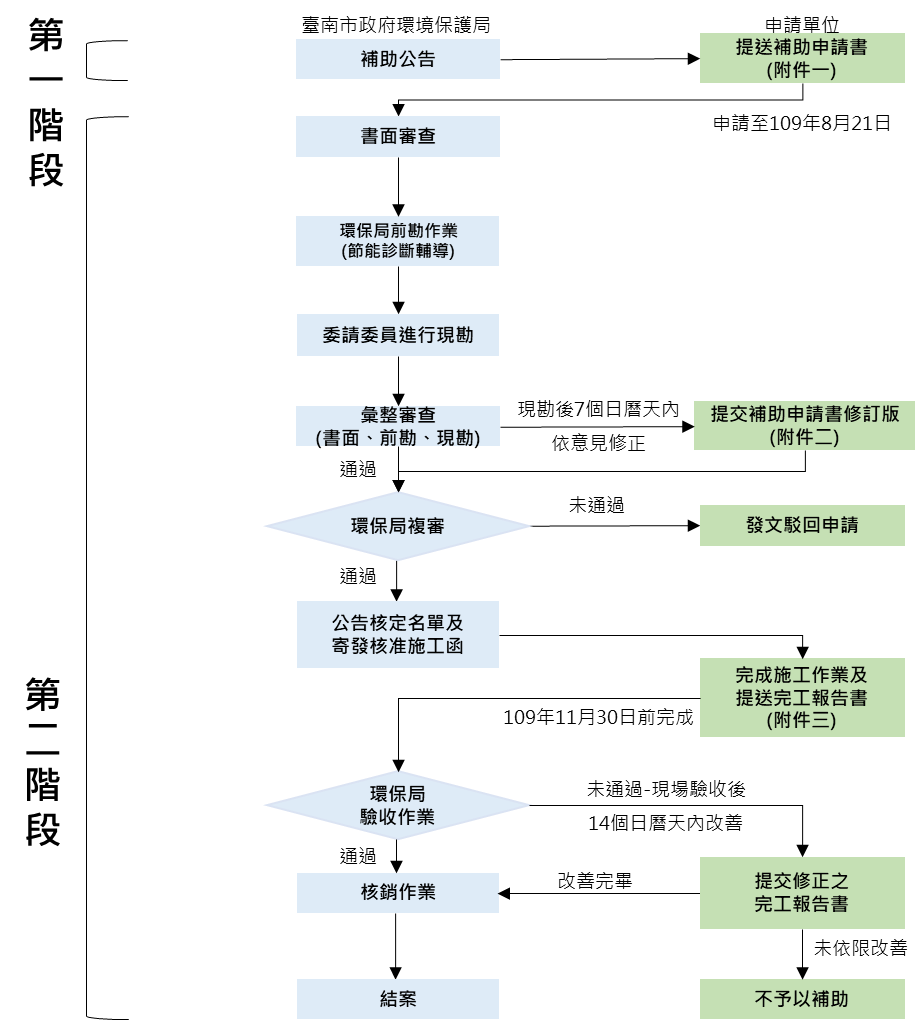 第一階段
臺南市政府環境保護局
申請單位
補助公告
提送補助申請書
(附件一)
申請至109年8月21日
書面審查
環保局前勘作業
(節能診斷輔導)
委請委員進行現勘
彙整審查
(書面、前勘、現勘)
現勘後7個日曆天內
依意見修正
提交補助申請書修訂版
(附件二)
通過
環保局複審
未通過
發文駁回申請
通過
公告核定名單及
寄發核准施工函
第二階段
完成施工作業及
提送完工報告書
(附件三)
109年11月30日前完成
環保局
驗收作業
未通過-現場驗收後
14個日曆天內改善
通過
核銷作業
改善完畢
提交修正之
完工報告書
未依限改善
結案
不予以補助